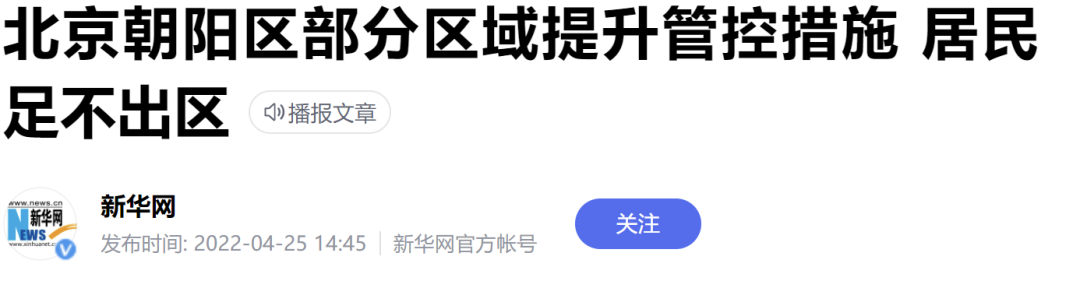 北京朝阳区部分区域提升管控措施 居民
足不出区 播报文章
www.news.cn
新华网
NEWS
www.xinhuanet.c
新华网
关注
发布时间: 2022-04-25 14:45 | 新华网官方帐号